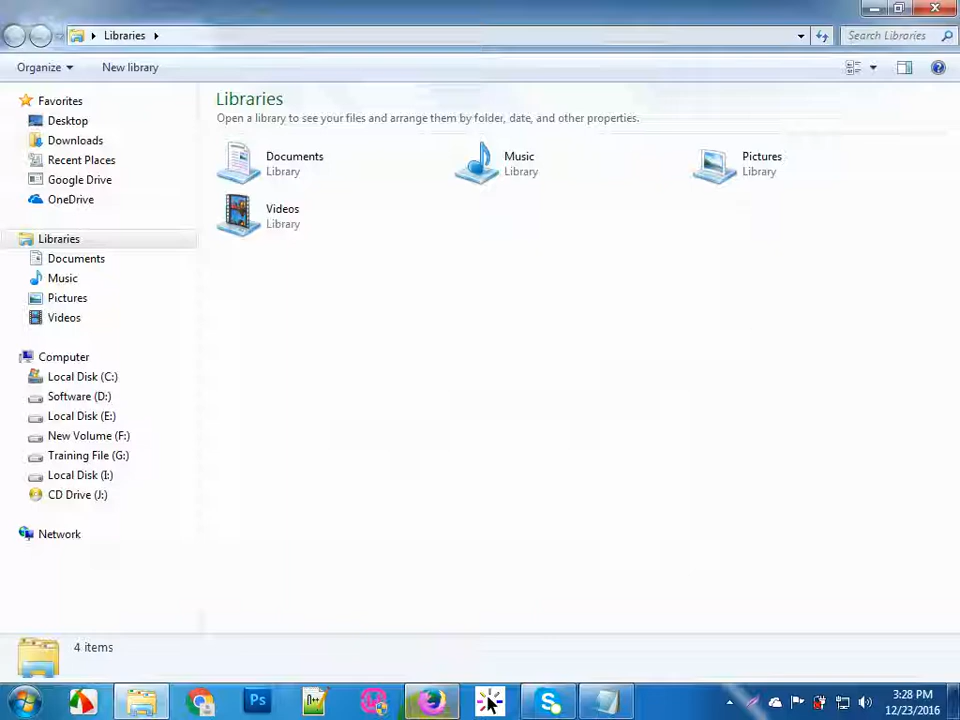 Libraries
Search Libraries
Organize
New library
Favorites
Desktop
Downloads
Recent Places
Google Drive
OneDrive
Libraries
Documents
Music
Pictures
Videos
Computer
Local Disk (C:)
Software (D:)
Local Disk (E:)
New Volume (F:)
Training File (G:)
Local Disk (I:)
CD Drive (J:)
Network
Libraries
Open a library to see your files and arrange them by folder, date, and other properties.
Documents
Library
Music
Library
Pictures
Library
Videos
Library
4 items
Ps
3:28 PM
12/23/2016